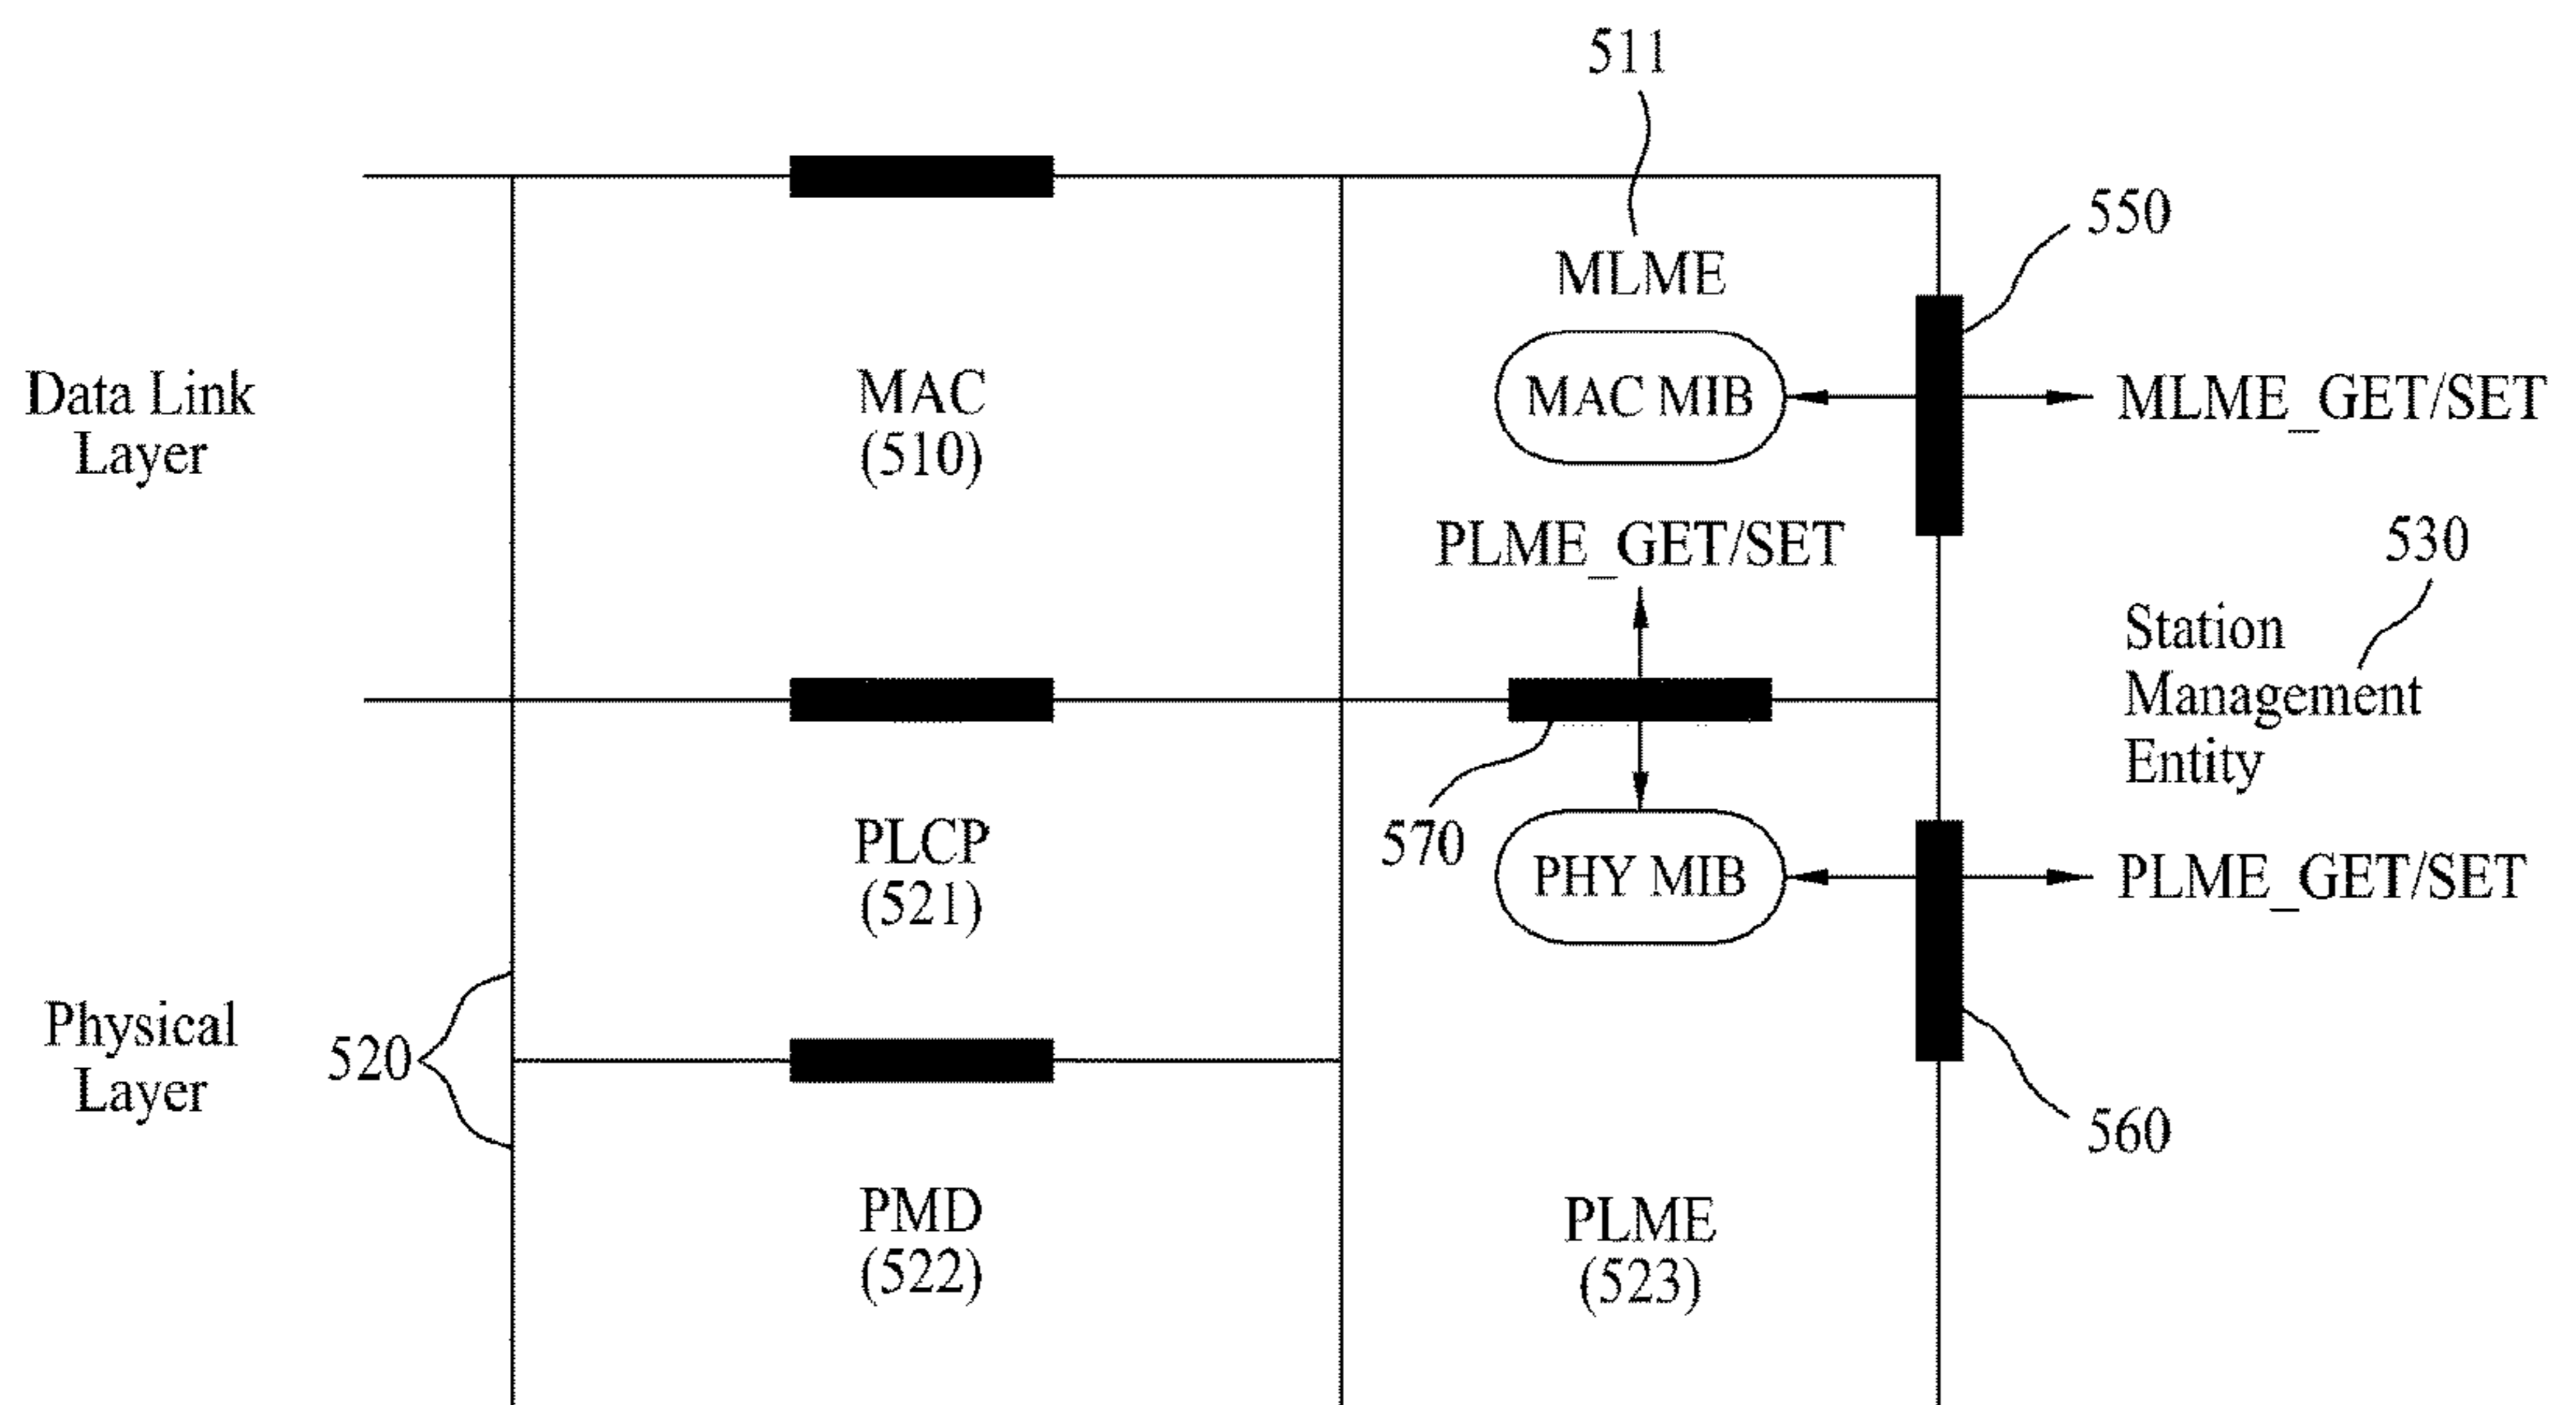 511
550
MLME
Data Link
Layer
MAC
(510)
MAC MIB
MLME_GET/SET
PLME_GET/SET
530
Station
Management
Entity
570
PLCP
(521)
PHY MIB
PLME_GET/SET
Physical
Layer
520
560
PMD
(522)
PLME
(523)